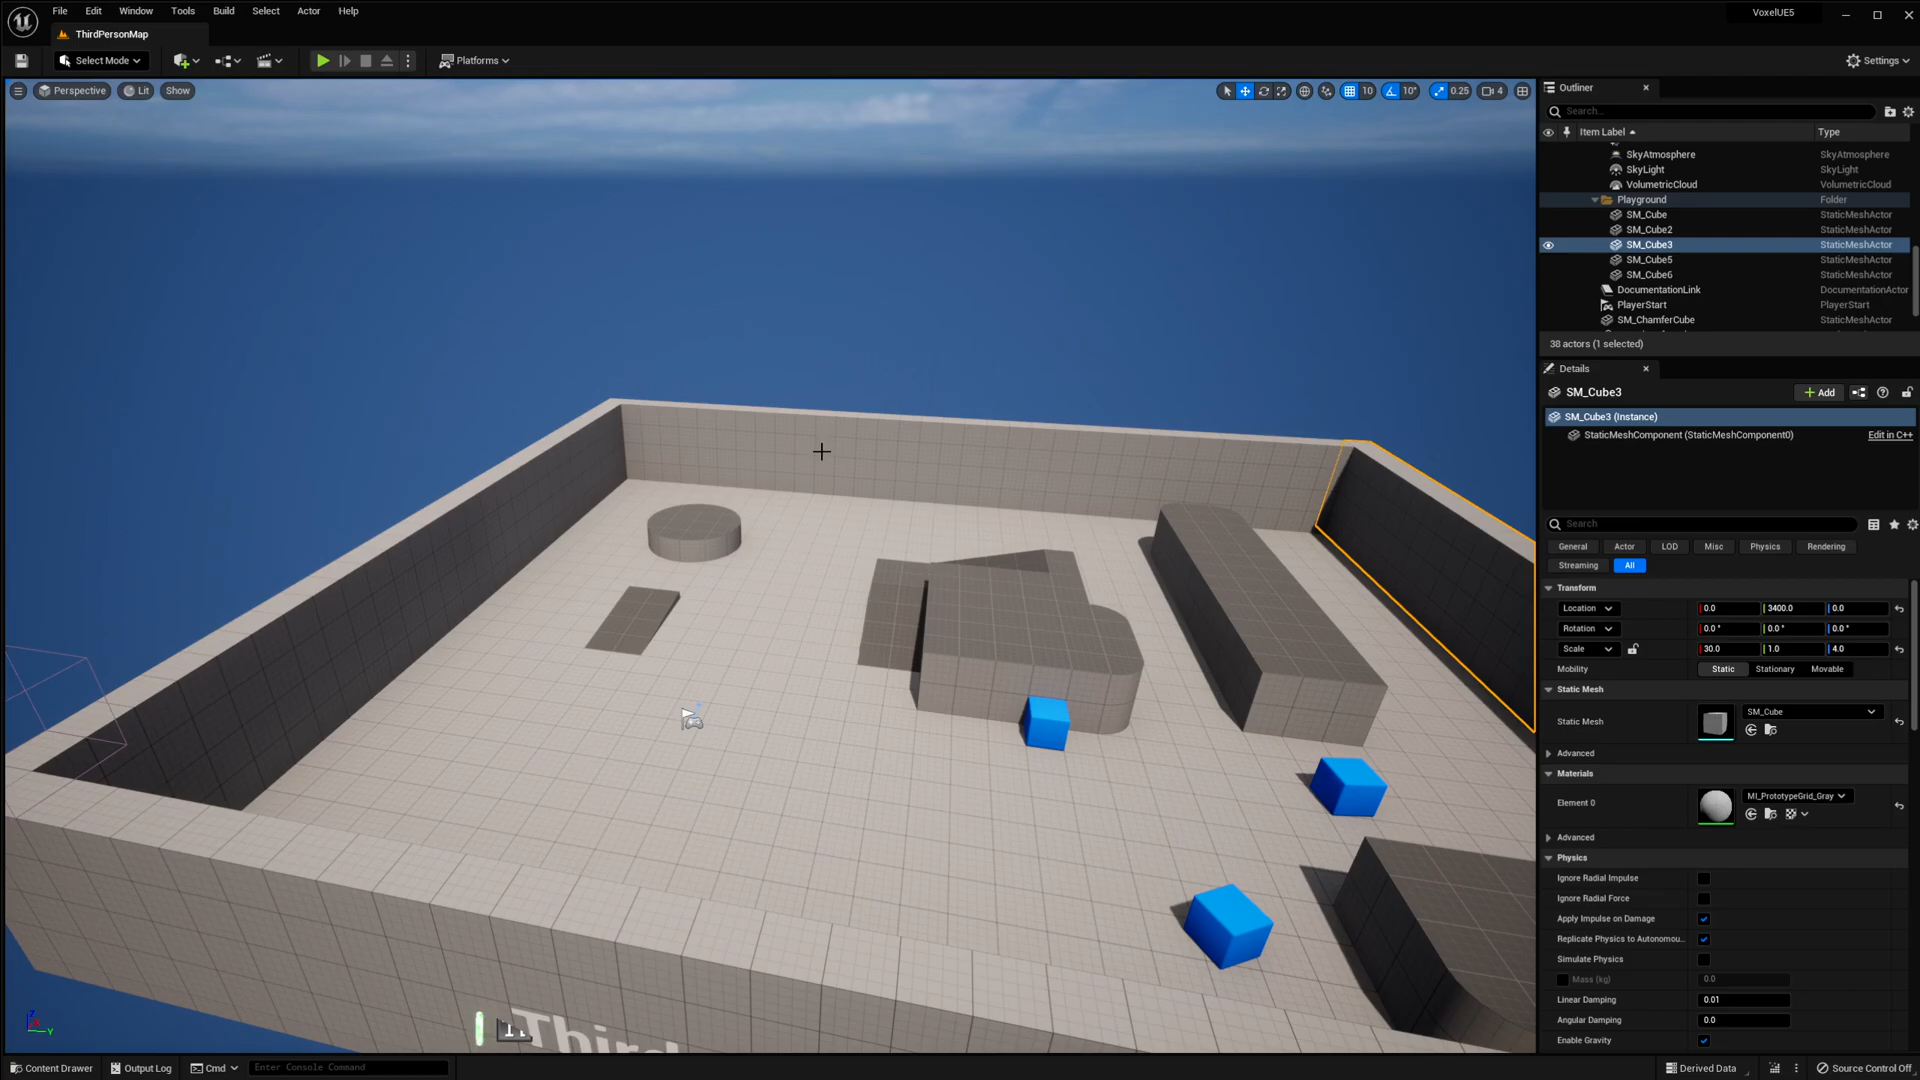 File Edit Window Tools Build Select Actor Help
VoxelUE5
ThirdPersonMap
Select Mode
Platforms
Settings
Perspective Lit Show
10 10° 0.25 4
Outliner
Search...
Item Label Type
SkyAtmosphere SkyAtmosphere
SkyLight SkyLight
VolumetricCloud VolumetricCloud
Playground Folder
SM_Cube StaticMeshActor
SM_Cube2 StaticMeshActor
SM_Cube3 StaticMeshActor
SM_Cube5 StaticMeshActor
SM_Cube6 StaticMeshActor
DocumentationLink DocumentationActor
PlayerStart PlayerStart
SM_ChamferCube StaticMeshActor
38 actors (1 selected)
Details
SM_Cube3
Add
SM_Cube3 (Instance)
StaticMeshComponent (StaticMeshComponent0) Edit in C++
Search
General Actor LOD Misc Physics Rendering
Streaming All
Transform
Location 0.0 3400.0 0.0
Rotation 0.0° 0.0° 0.0°
Scale 30.0 1.0 4.0
Mobility Static Stationary Movable
Static Mesh
Static Mesh SM_Cube
Advanced
Materials
Element 0 MI_PrototypeGrid_Gray
Advanced
Physics
Ignore Radial Impulse
Ignore Radial Force
Apply Impulse on Damage
Replicate Physics to Autonomou...
Simulate Physics
Mass (kg) 0.0
Linear Damping 0.01
Angular Damping 0.0
Enable Gravity
Third
Z
Y
Content Drawer Output Log Cmd Enter Console Command
Derived Data Source Control Off